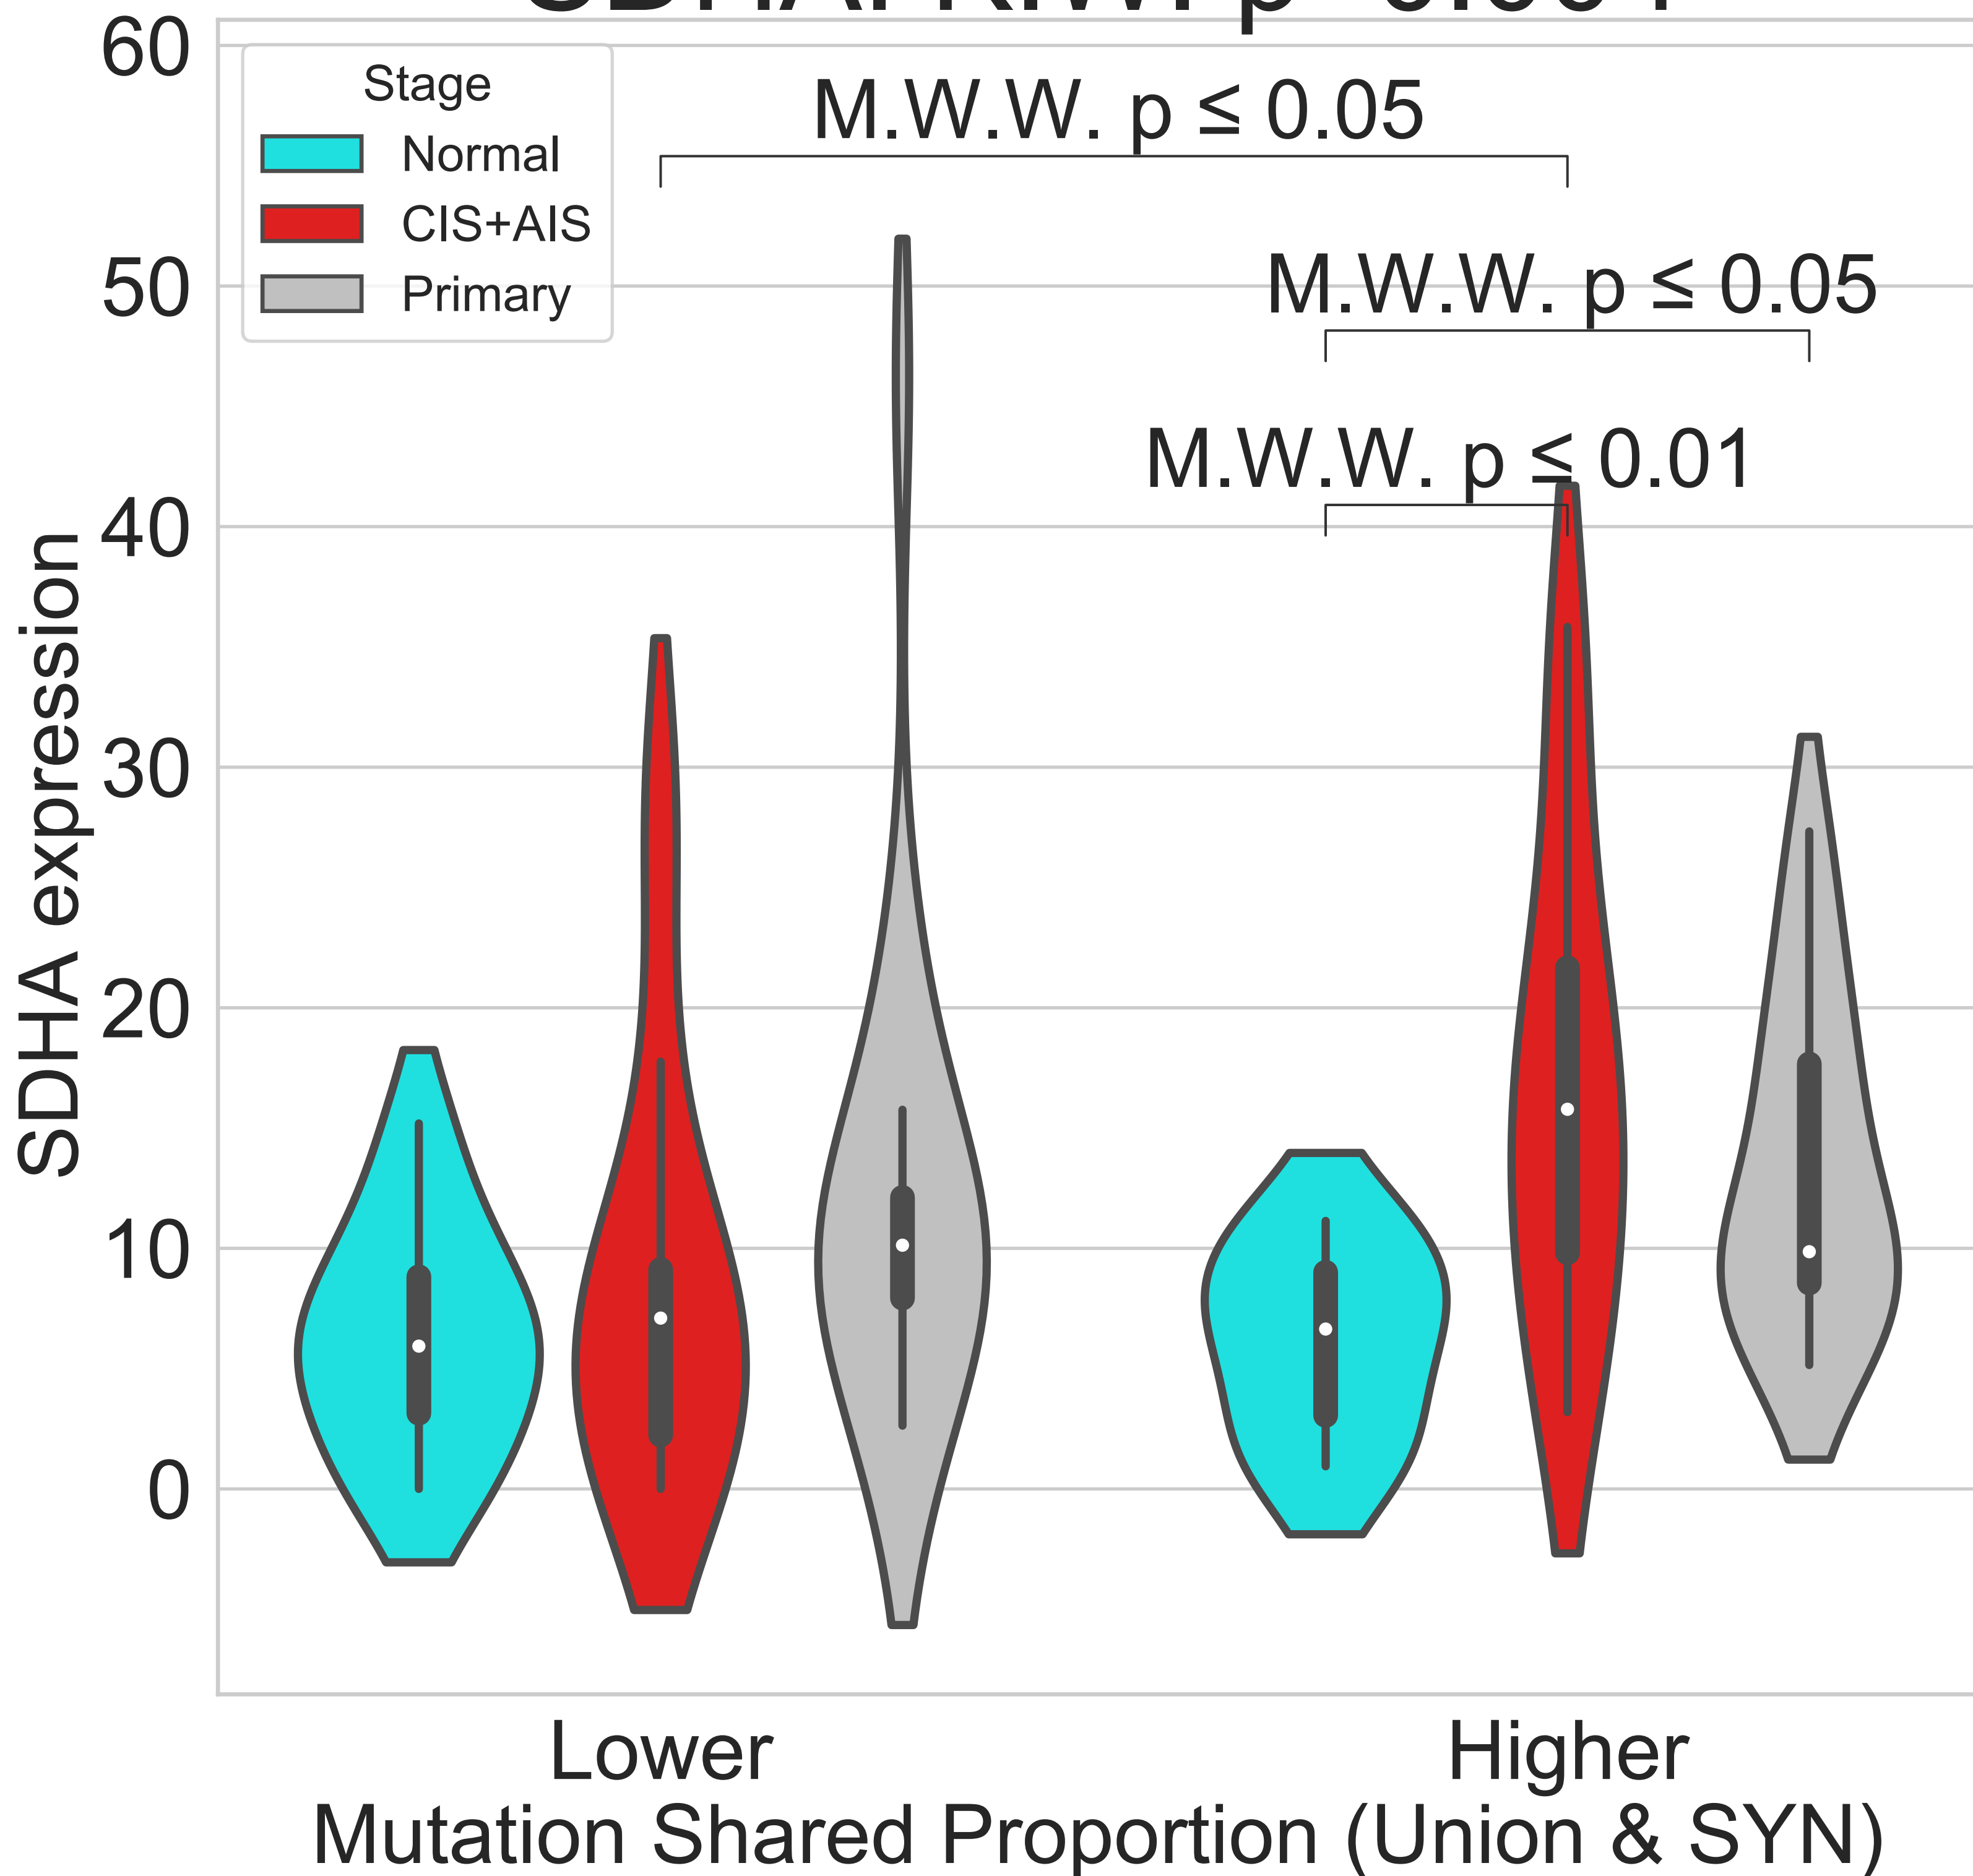 Stage
Normal
CIS+AIS
Primary
M.W.W. p ≤ 0.05
M.W.W. p ≤ 0.05
M.W.W. p ≤ 0.01
60
50
40
30
20
10
0
SDHA expression
Lower
Higher
Mutation Shared Proportion (Union & SYN)